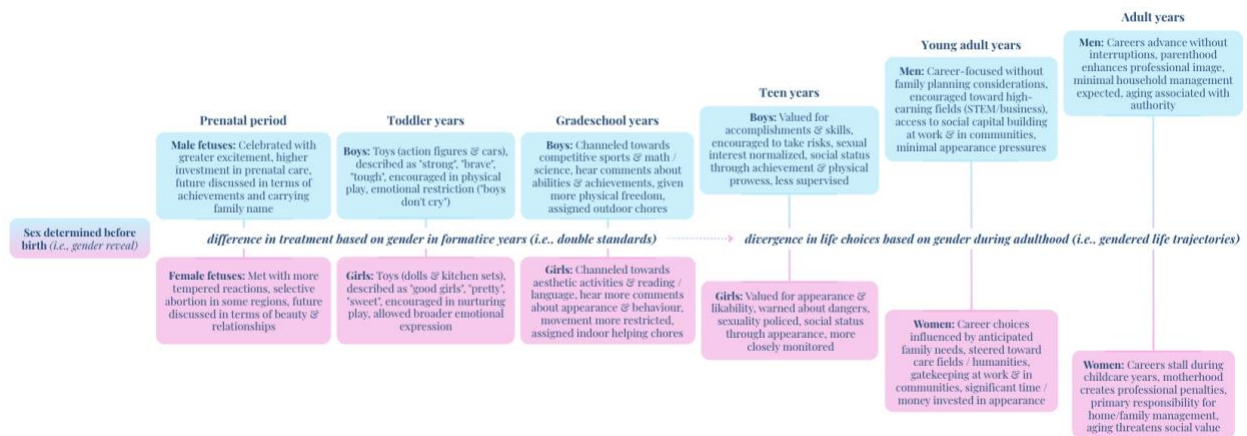 Sex determined before
birth (i.e., gender reveal)
Prenatal period
Male fetuses: Celebrated with
greater excitement, higher
investment in prenatal care,
future discussed in terms of
achievements and carrying
family name
Toddler years
Boys: Toys (action figures & cars),
described as "strong", "brave",
"tough", encouraged in physical
play, emotional restriction ("boys
don't cry")
Gradeschool years
Boys: Channeled towards
competitive sports & math /
science, hear comments about
abilities & achievements, given
more physical freedom,
assigned outdoor chores
Teen years
Boys: Valued for
accomplishments & skills,
encouraged to take risks, sexual
interest normalized, social status
through achievement & physical
prowess, less supervised
Young adult years
Men: Career-focused without
family planning considerations,
encouraged toward high-
earning fields (STEM/business),
access to social capital building
at work & in communities,
minimal appearance pressures
Adult years
Men: Careers advance without
interruptions, parenthood
enhances professional image,
minimal household management
expected, aging associated with
authority
difference in treatment based on gender in formative years (i.e., double standards)
divergence in life choices based on gender during adulthood (i.e., gendered life trajectories)
Female fetuses: Met with more
tempered reactions, selective
abortion in some regions, future
discussed in terms of beauty &
relationships
Girls: Toys (dolls & kitchen sets),
described as "good girls", "pretty",
"sweet", encouraged in nurturing
play, allowed broader emotional
expression
Girls: Channeled towards
aesthetic activities & reading /
language, hear more comments
about appearance & behaviour,
movement more restricted,
assigned indoor helping chores
Girls: Valued for appearance &
likability, warned about dangers,
sexuality policed, social status
through appearance, more
closely monitored
Women: Career choices
influenced by anticipated
family needs, steered toward
care fields / humanities,
gatekeeping at work & in
communities, significant time /
money invested in appearance
Women: Careers stall during
childcare years, motherhood
creates professional penalties,
primary responsibility for
home/family management,
aging threatens social value